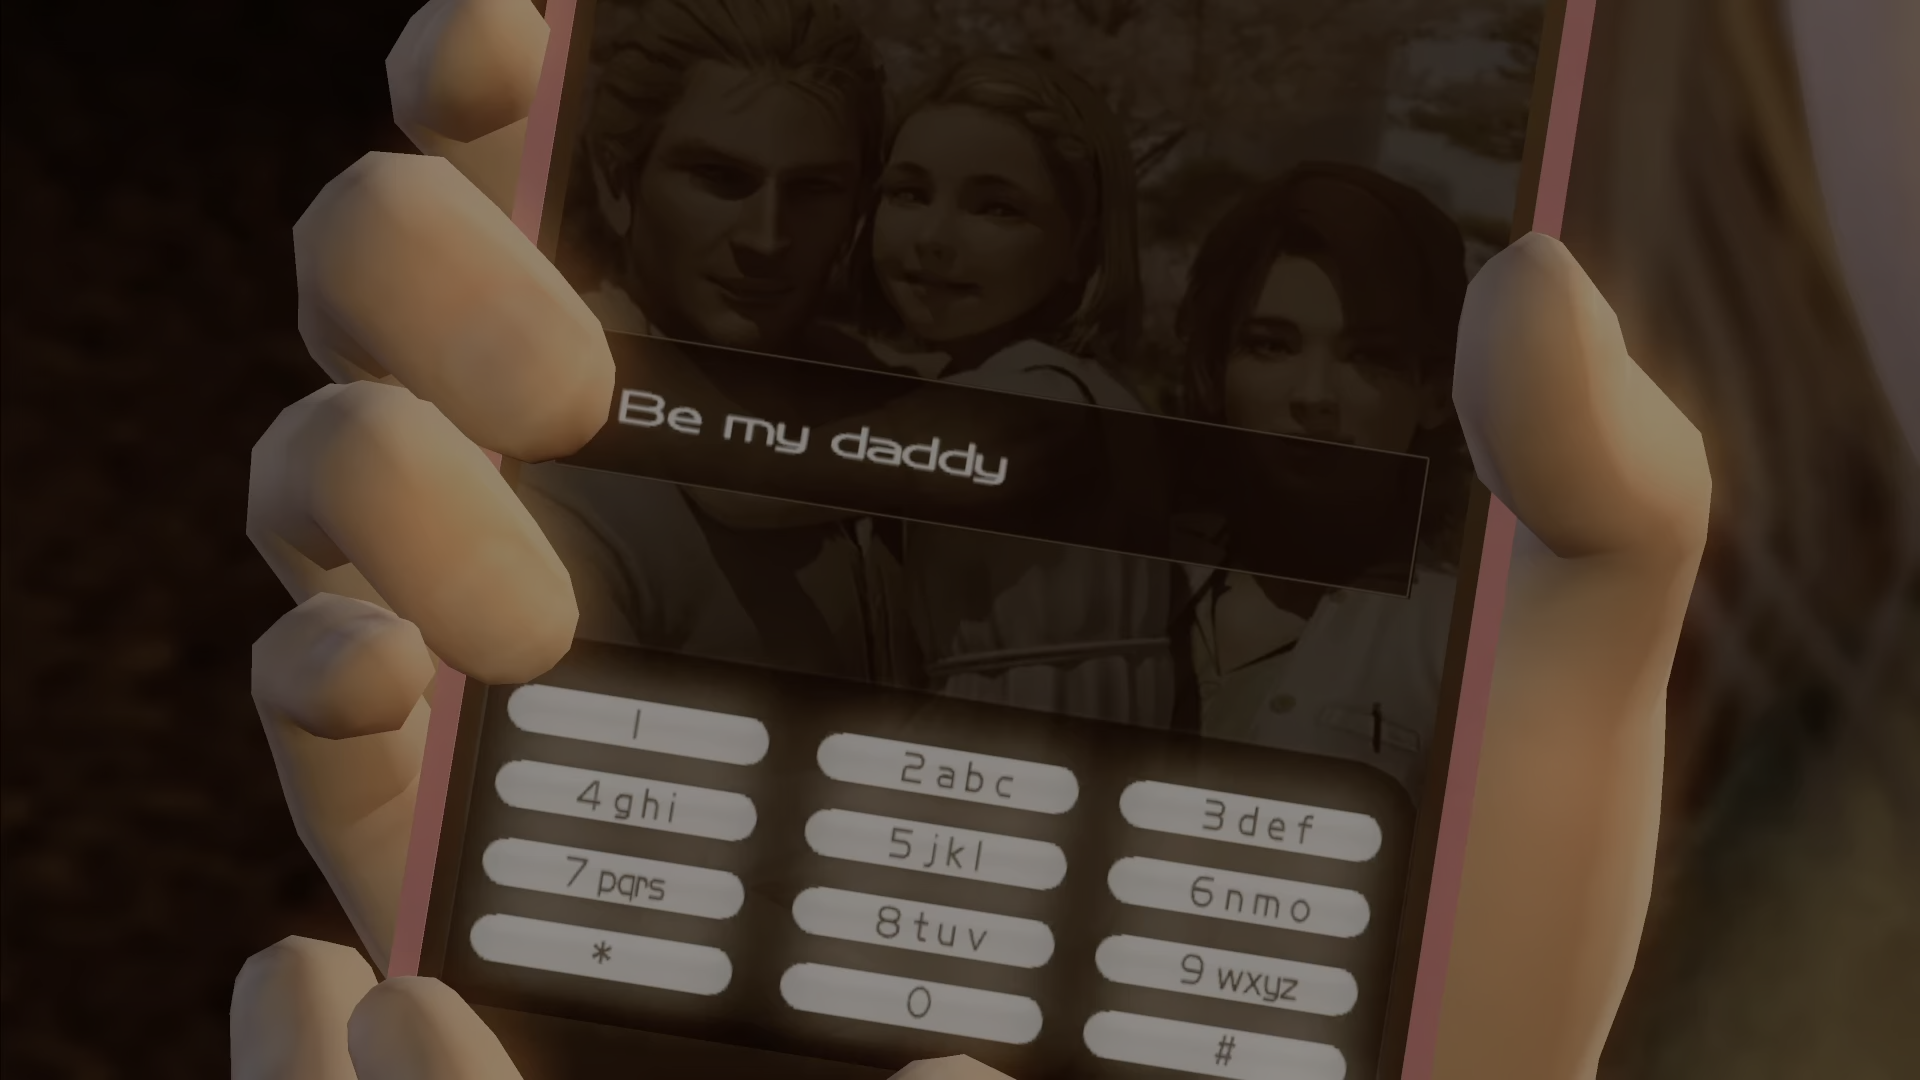 Be my daddy
1
2 abc
3 def
4 ghi
5 jkl
6 nmo
7 pqrs
8 tuv
9 wxyz
*
0
#